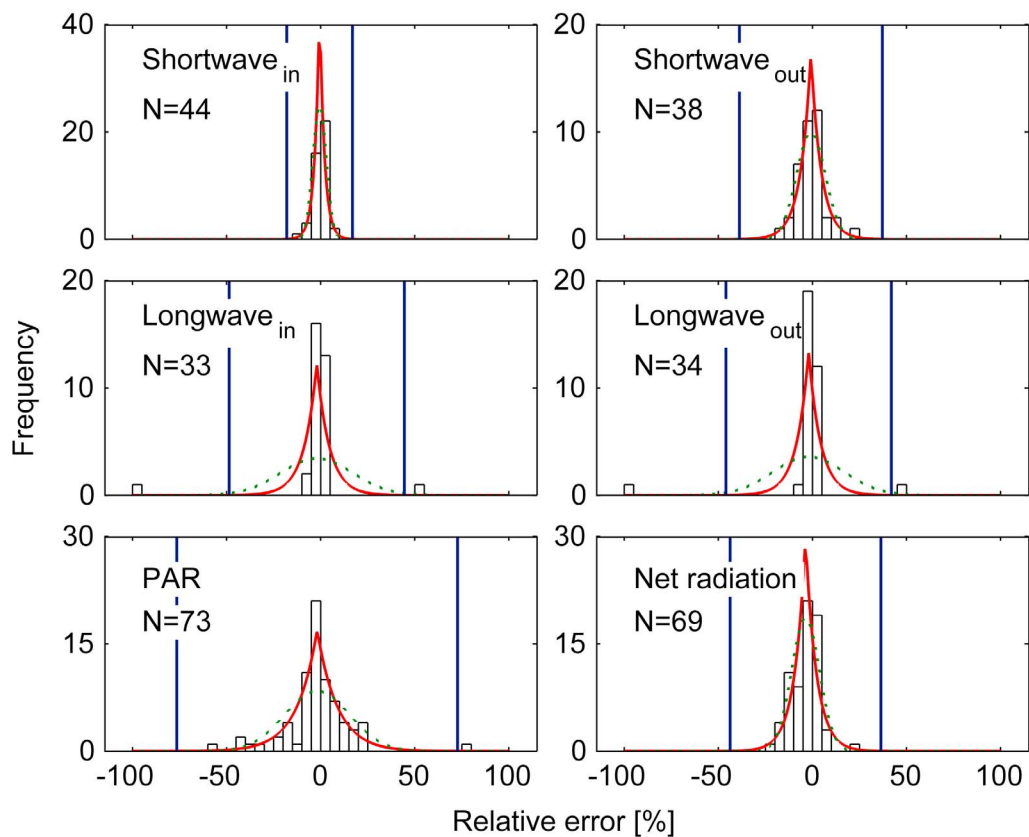 40
20
0
Shortwave in
N=44
20
10
0
Shortwave out
N=38
20
10
0
Longwave in
N=33
20
10
0
Longwave out
N=34
30
15
0
PAR
N=73
30
15
0
Net radiation
N=69
-100 -50 0 50 100
-100 -50 0 50 100
Frequency
Relative error [%]